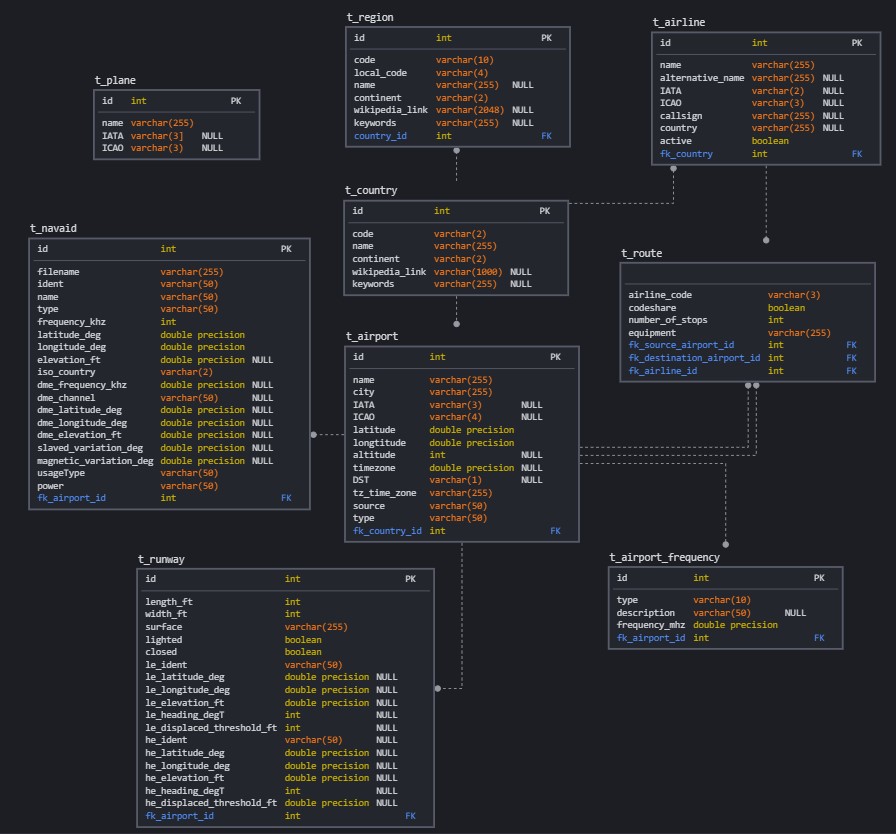 t_region
id int PK
code varchar(10)
local_code varchar(4)
name varchar(255) NULL
continent varchar(2)
wikipedia_link varchar(2048) NULL
keywords varchar(255) NULL
country_id int FK
t_airline
id int PK
name varchar(255)
alternative_name varchar(255) NULL
IATA varchar(2) NULL
ICAO varchar(3) NULL
callsign varchar(255) NULL
country varchar(255) NULL
active boolean
fk_country int FK
t_plane
id int PK
name varchar(255)
IATA varchar(3] NULL
ICAO varchar(3) NULL
t_country
id int PK
code varchar(2)
name varchar(255)
continent varchar(2)
wikipedia_link varchar(1000) NULL
keywords varchar(255) NULL
t_navaid
id int PK
filename varchar(255)
ident varchar(50)
name varchar(50)
type varchar(50)
frequency_khz int
latitude_deg double precision
longitude_deg double precision
elevation_ft double precision NULL
iso_country varchar(2)
dme_frequency_khz double precision NULL
dme_channel varchar(50) NULL
dme_latitude_deg double precision NULL
dme_longitude_deg double precision NULL
dme_elevation_ft double precision NULL
slaved_variation_deg double precision NULL
magnetic_variation_deg double precision NULL
usageType varchar(50)
power varchar(50)
fk_airport_id int FK
t_route
airline_code varchar(3)
codeshare boolean
number_of_stops int
equipment varchar(255)
fk_source_airport_id int FK
fk_destination_airport_id int FK
fk_airline_id int FK
t_airport
id int PK
name varchar(255)
city varchar(255)
IATA varchar(3) NULL
ICAO varchar(4) NULL
latitude double precision
longtitude double precision
altitude int NULL
timezone double precision NULL
DST varchar(1) NULL
tz_time_zone varchar(255)
source varchar(50)
type varchar(50)
fk_country_id int FK
t_runway
id int PK
length_ft int
width_ft int
surface varchar(255)
lighted boolean
closed boolean
le_ident varchar(50)
le_latitude_deg double precision NULL
le_longitude_deg double precision NULL
le_elevation_ft double precision NULL
le_heading_degT int NULL
le_displaced_threshold_ft int NULL
he_ident varchar(50) NULL
he_latitude_deg double precision NULL
he_longitude_deg double precision NULL
he_elevation_ft double precision NULL
he_heading_degT int NULL
he_displaced_threshold_ft double precision NULL
fk_airport_id int FK
t_airport_frequency
id int PK
type varchar(10)
description varchar(50) NULL
frequency_mhz double precision
fk_airport_id int FK